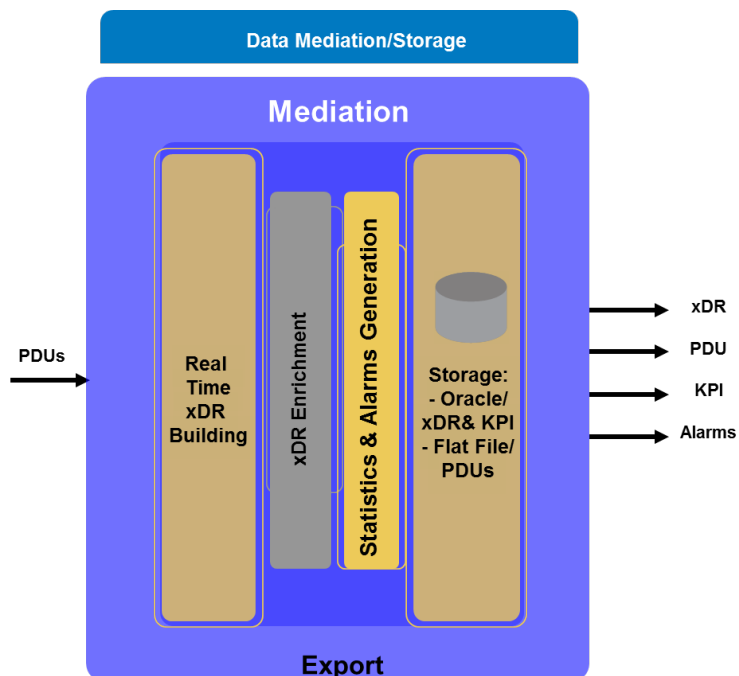 Data Mediation/Storage
Mediation
PDUs
Real
Time
xDR
Building
xDR Enrichment
Statistics & Alarms Generation
Storage:
- Oracle/
xDR& KPI
- Flat File/
PDUs
xDR
PDU
KPI
Alarms
Export